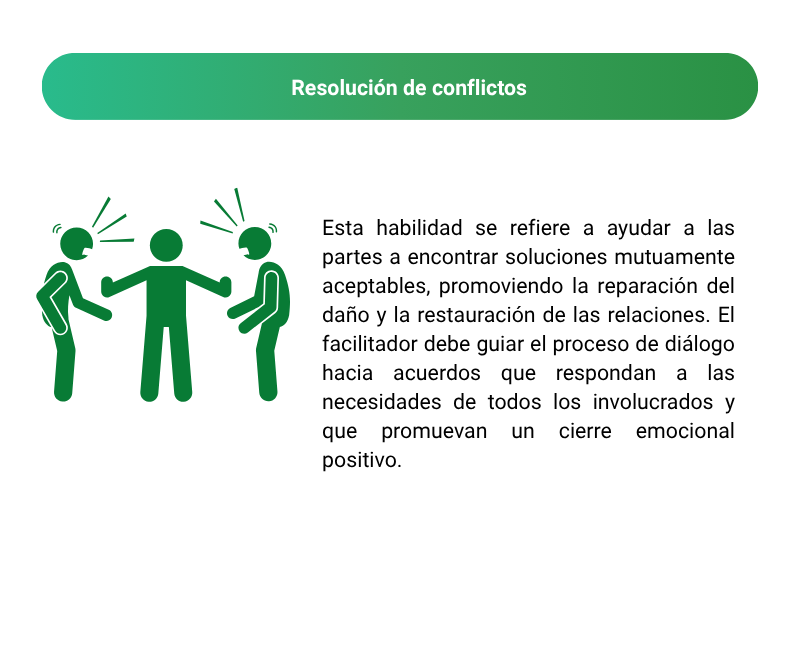 Resolución de conflictos
Esta habilidad se refiere a ayudar a las
partes a encontrar soluciones mutuamente
aceptables, promoviendo la reparación del
daño y la restauración de las relaciones. El
facilitador debe guiar el proceso de diálogo
hacia acuerdos que respondan a las
necesidades de todos los involucrados y
que promuevan un cierre emocional
positivo.